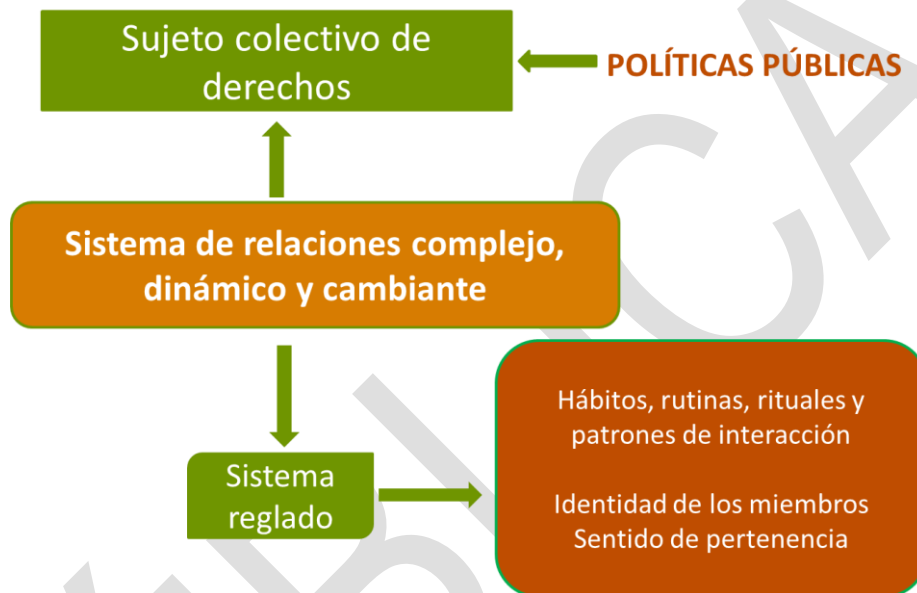 Sujeto colectivo de
derechos
POLÍTICAS PÚBLICAS
Sistema de relaciones complejo,
dinámico y cambiante
Hábitos, rutinas, rituales y
patrones de interacción
Sistema
reglado
Identidad de los miembros
Sentido de pertenencia